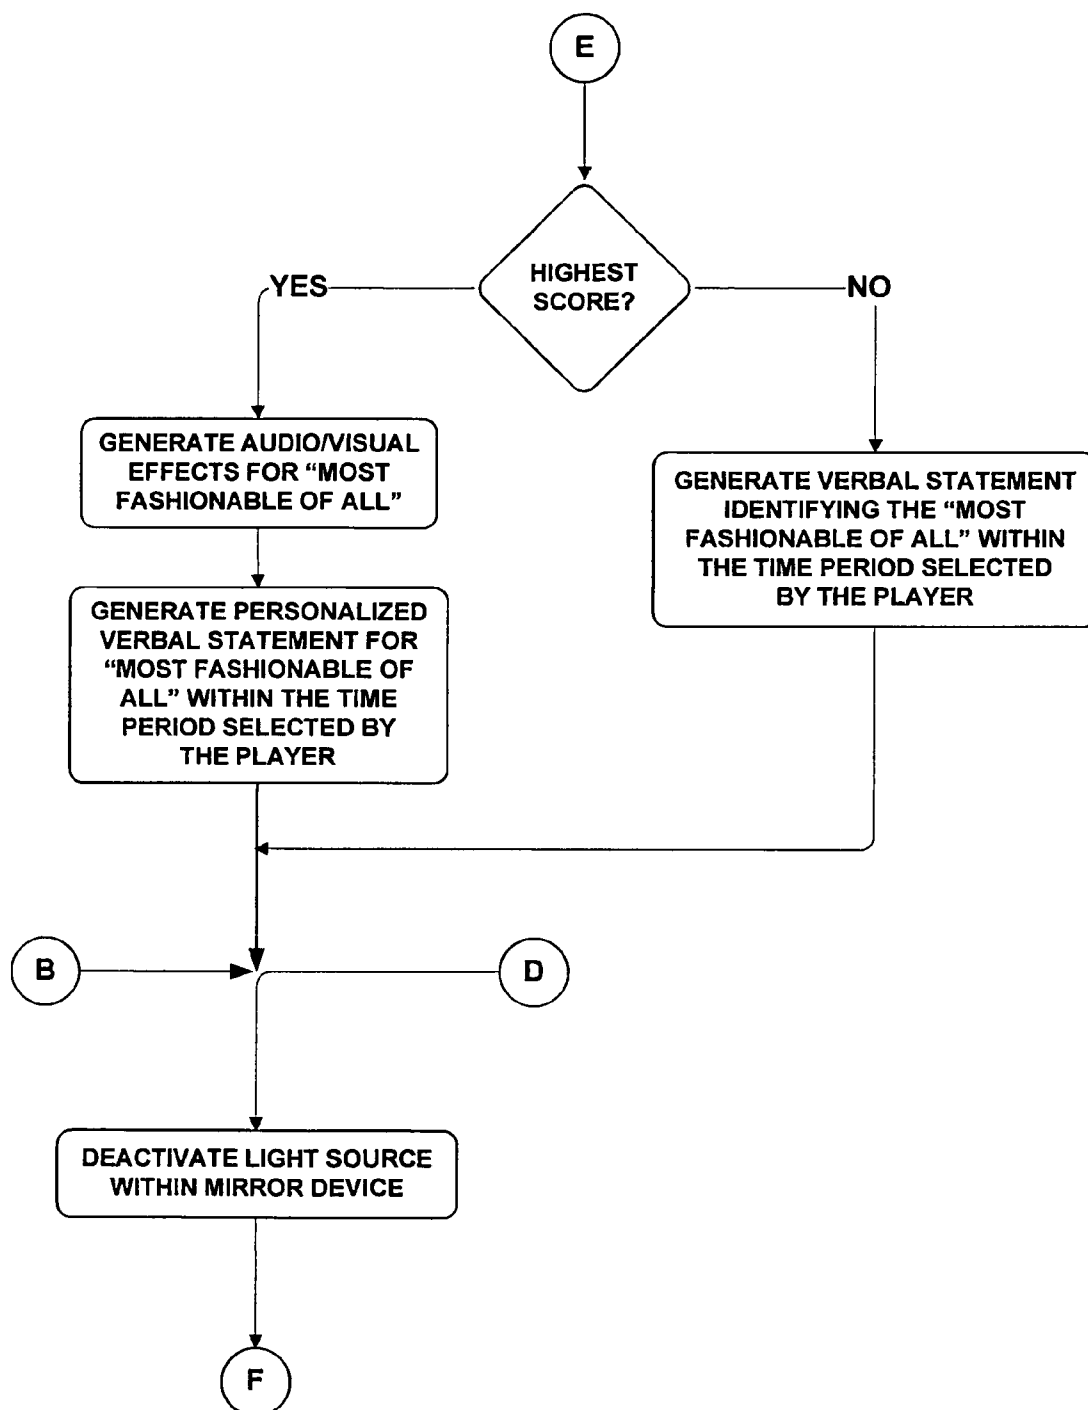 E
HIGHEST
SCORE?
YES
NO
GENERATE AUDIO/VISUAL
EFFECTS FOR “MOST
FASHIONABLE OF ALL”
GENERATE VERBAL STATEMENT
IDENTIFYING THE “MOST
FASHIONABLE OF ALL” WITHIN
THE TIME PERIOD SELECTED
BY THE PLAYER
GENERATE PERSONALIZED
VERBAL STATEMENT FOR
“MOST FASHIONABLE OF
ALL” WITHIN THE TIME
PERIOD SELECTED BY
THE PLAYER
B
D
DEACTIVATE LIGHT SOURCE
WITHIN MIRROR DEVICE
F